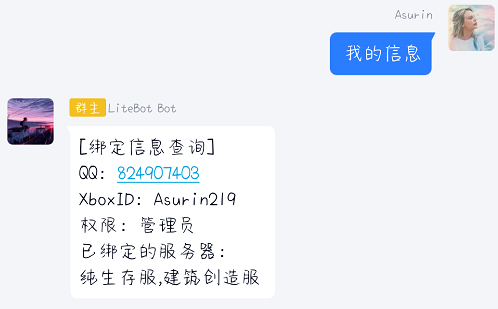 Asurin
我的信息
群主 LiteBot Bot
[绑定信息查询]
QQ: 824907403
XboxID: Asurin219
权限: 管理员
已绑定的服务器:
纯生存服,建筑创造服